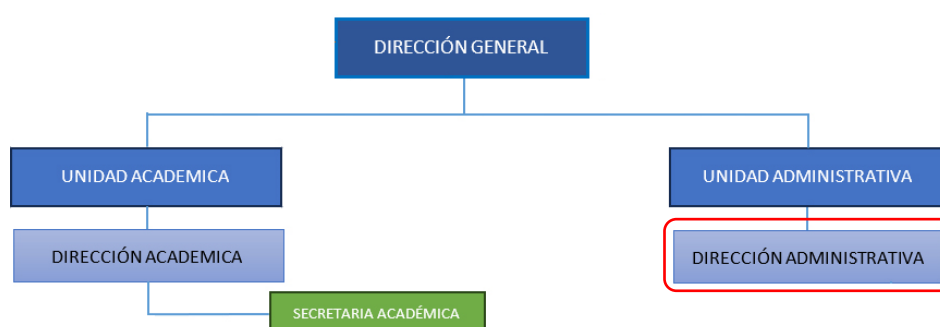 DIRECCIÓN GENERAL
UNIDAD ACADEMICA
UNIDAD ADMINISTRATIVA
DIRECCIÓN ACADEMICA
DIRECCIÓN ADMINISTRATIVA
SECRETARIA ACADÉMICA